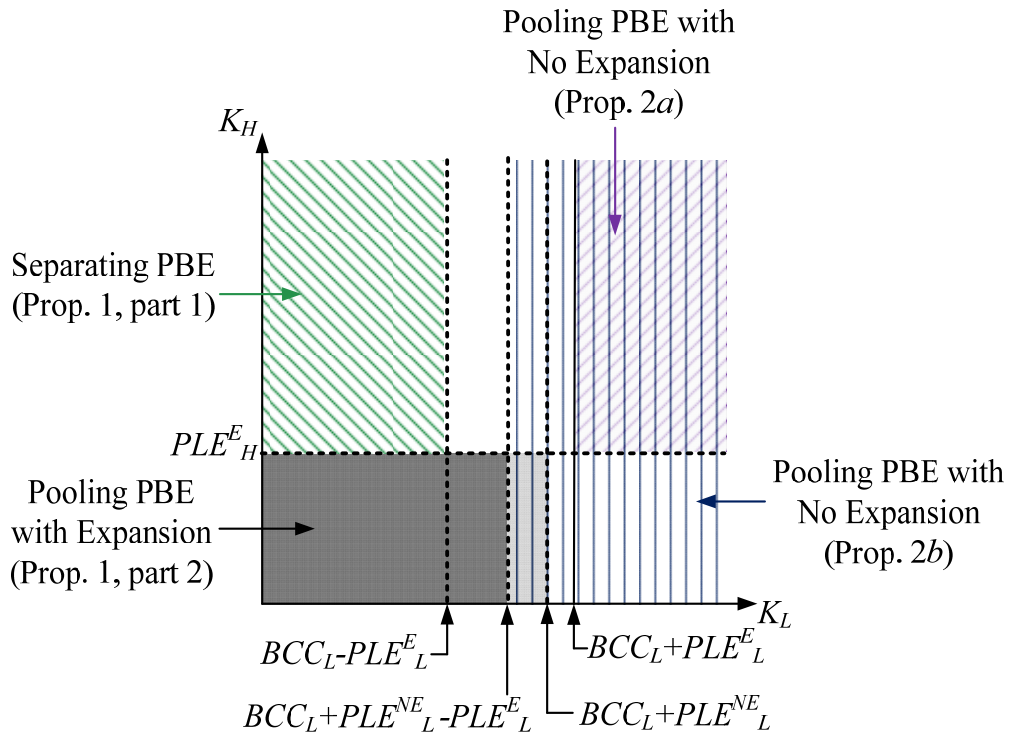 Pooling PBE with
No Expansion
(Prop. 2a)
K_H
Separating PBE
(Prop. 1, part 1)
PLE^E_H
Pooling PBE
with Expansion
(Prop. 1, part 2)
Pooling PBE with
No Expansion
(Prop. 2b)
K_L
BCC_L-PLE^E_L
BCC_L+PLE^E_L
BCC_L+PLE^NE_L-PLE^E_L
BCC_L+PLE^NE_L